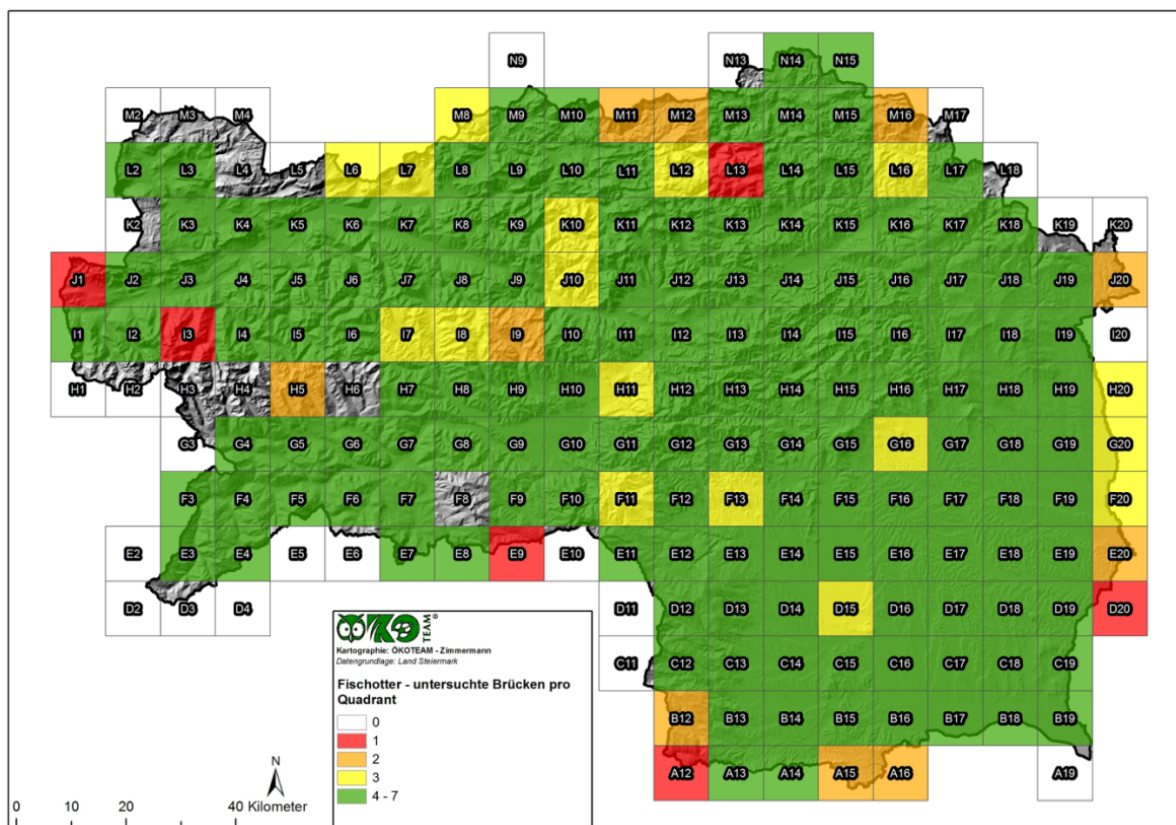 N9 N13 N14 N15
M2 M3 M4 M8 M9 M10 M11 M12 M13 M14 M15 M16 M17
L2 L3 L4 L5 L6 L7 L8 L9 L10 L11 L12 L13 L14 L15 L16 L17 L18
K2 K3 K4 K5 K6 K7 K8 K9 K10 K11 K12 K13 K14 K15 K16 K17 K18 K19 K20
J1 J2 J3 J4 J5 J6 J7 J8 J9 J10 J11 J12 J13 J14 J15 J16 J17 J18 J19 J20
I1 I2 I3 I4 I5 I6 I7 I8 I9 I10 I11 I12 I13 I14 I15 I16 I17 I18 I19 I20
H1 H2 H3 H4 H5 H6 H7 H8 H9 H10 H11 H12 H13 H14 H15 H16 H17 H18 H19 H20
G3 G4 G5 G6 G7 G8 G9 G10 G11 G12 G13 G14 G15 G16 G17 G18 G19 G20
F3 F4 F5 F6 F7 F8 F9 F10 F11 F12 F13 F14 F15 F16 F17 F18 F19 F20
E2 E3 E4 E5 E6 E7 E8 E9 E10 E11 E12 E13 E14 E15 E16 E17 E18 E19 E20
D2 D3 D4 D11 D12 D13 D14 D15 D16 D17 D18 D19 D20
C11 C12 C13 C14 C15 C16 C17 C18 C19
B12 B13 B14 B15 B16 B17 B18 B19
A12 A13 A14 A15 A16 A19
ÖKO TEAM®
Kartographie: ÖKOTEAM - Zimmermann
Datengrundlage: Land Steiermark
Fischotter - untersuchte Brücken pro
Quadrant
0
1
2
3
4 - 7
N
0 10 20 40 Kilometer